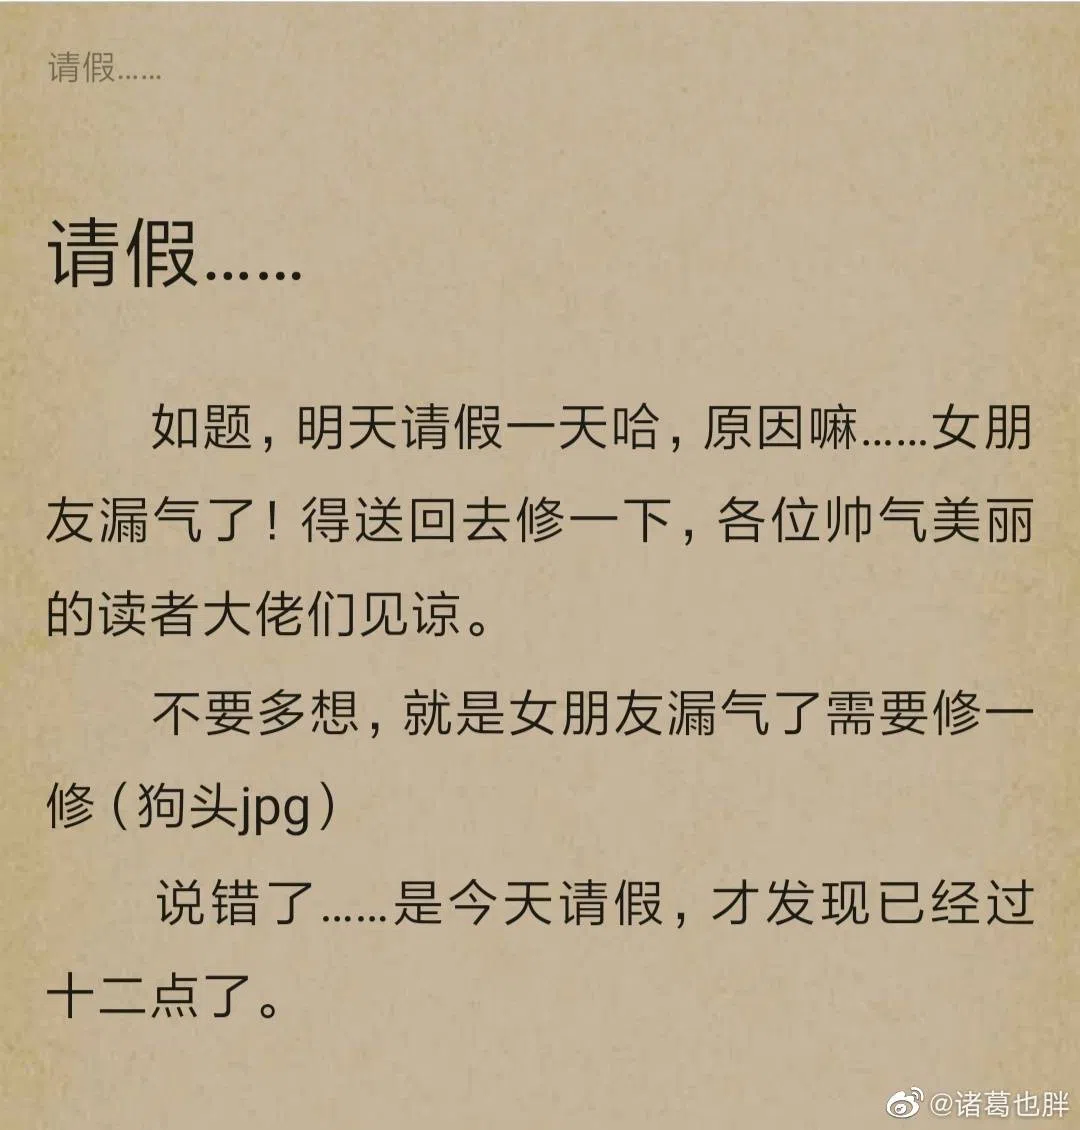 请假……
请假……
如题，明天请假一天哈，原因嘛……女朋
友漏气了！得送回去修一下，各位帅气美丽
的读者大佬们见谅。
不要多想，就是女朋友漏气了需要修一
修（狗头jpg）
说错了……是今天请假，才发现已经过
十二点了。
@诸葛也胖